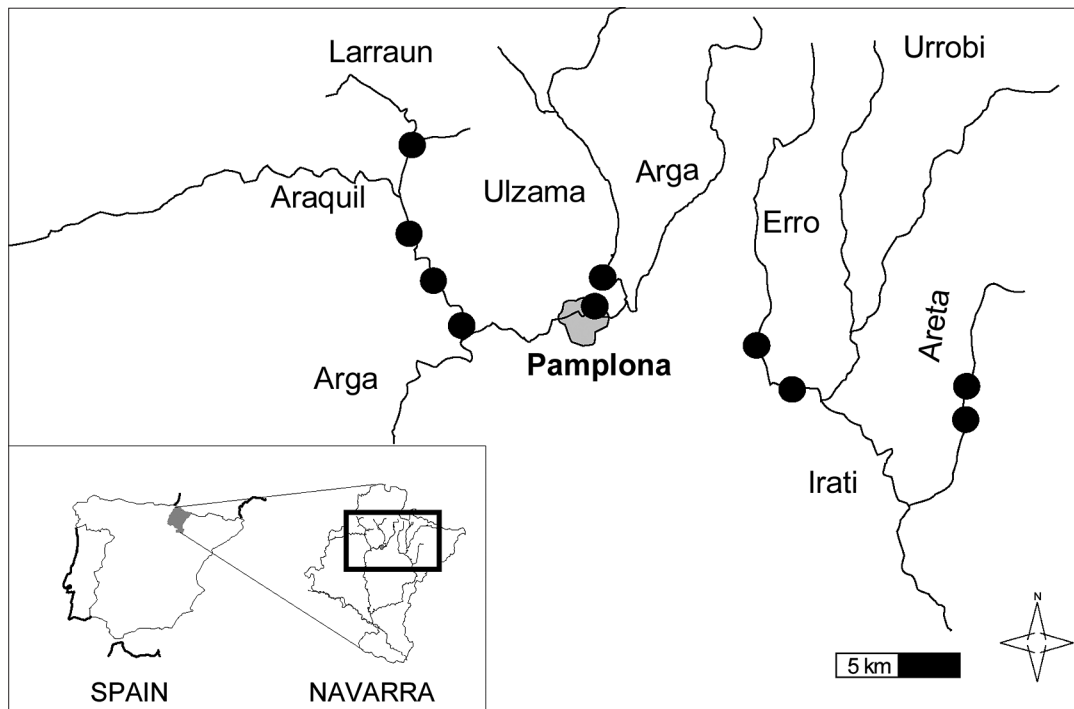 Larraun
Urrobi
Arga
Araquil
Ulzama
Erro
Areta
Pamplona
Arga
Irati
N
5 km
SPAIN
NAVARRA